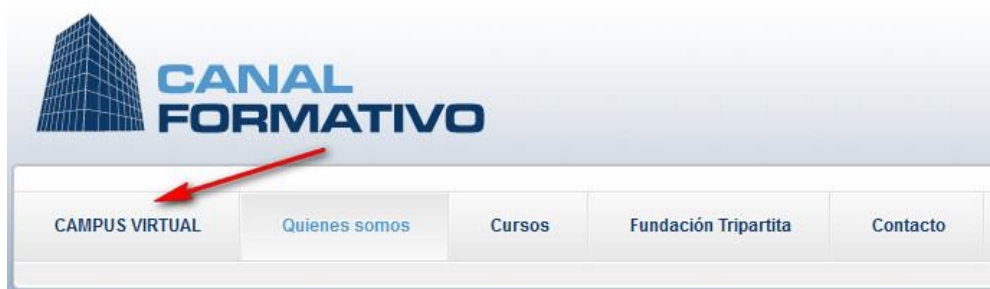 CANAL
FORMATIVO
CAMPUS VIRTUAL Quienes somos Cursos Fundación Tripartita Contacto